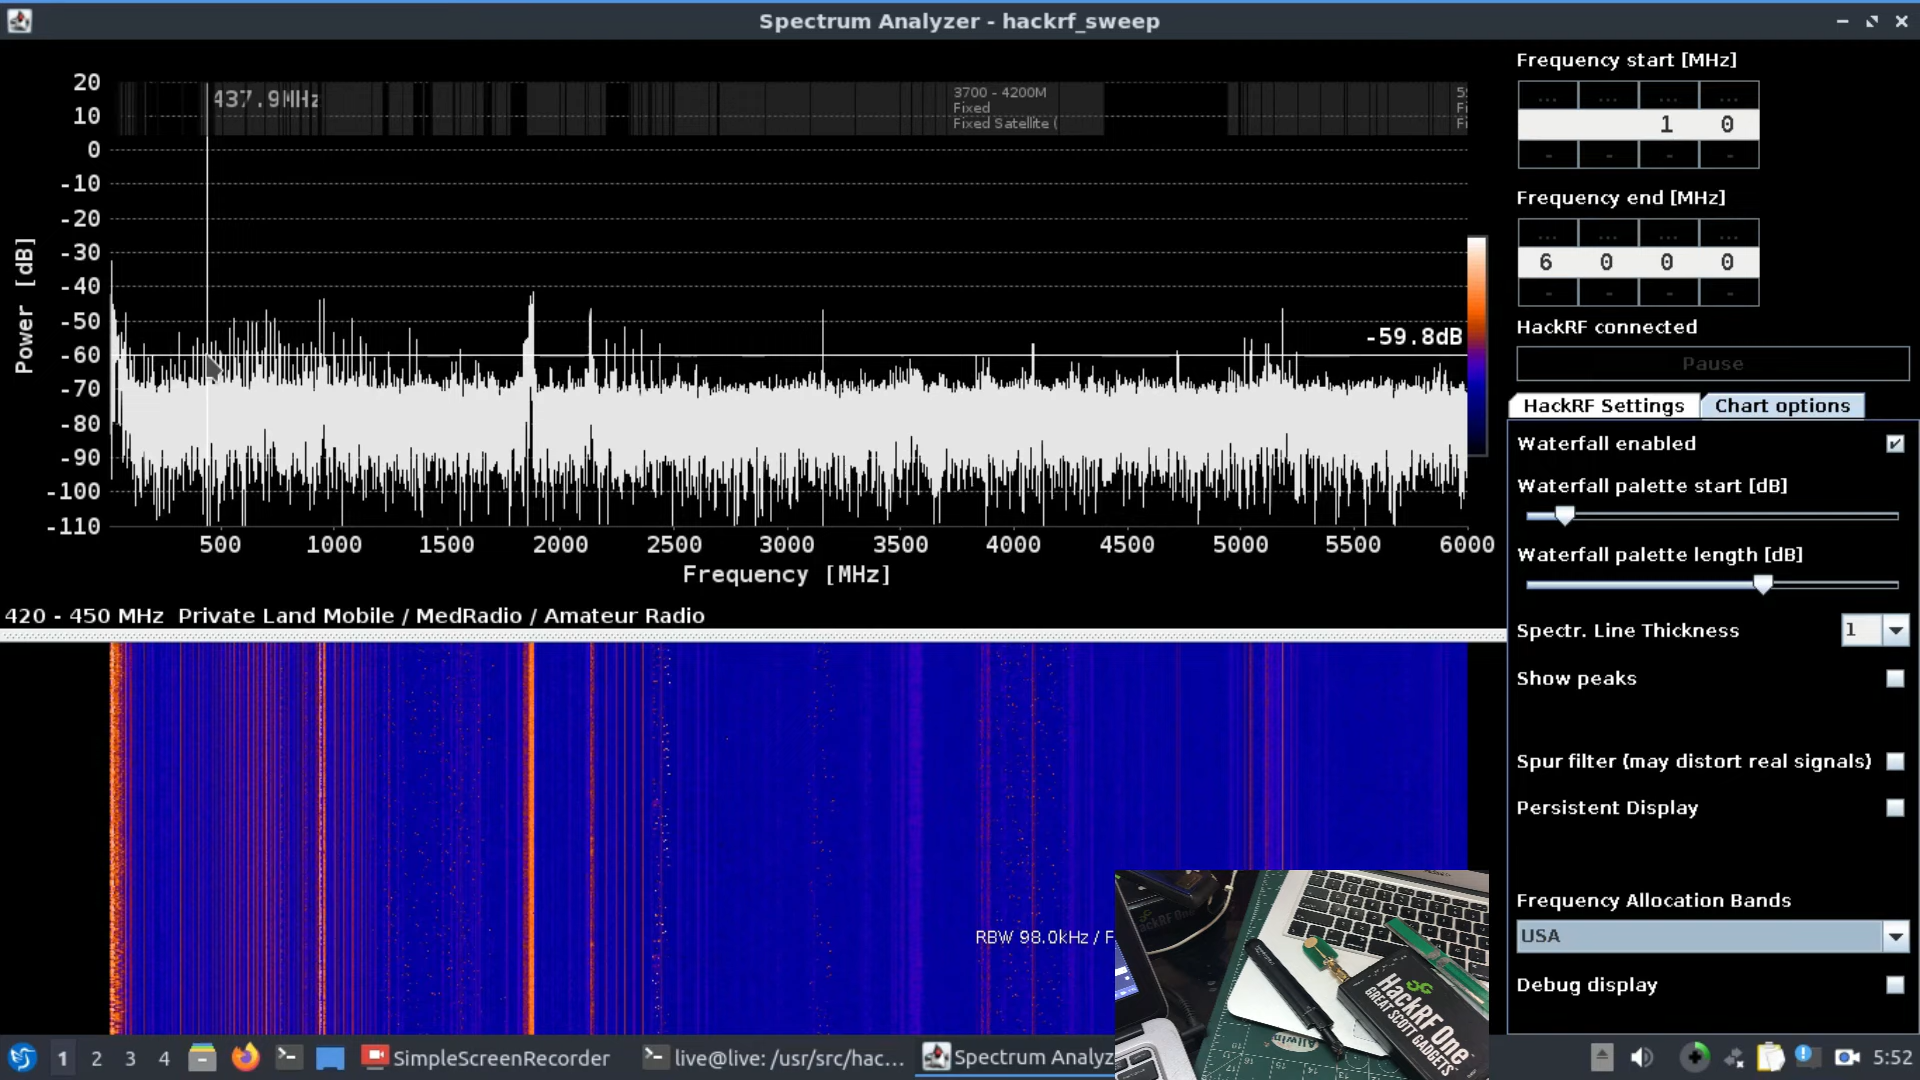 Spectrum Analyzer - hackrf_sweep
Frequency start [MHz]
1 0
Frequency end [MHz]
6 0 0 0
HackRF connected
Pause
HackRF Settings
Chart options
Waterfall enabled
Waterfall palette start [dB]
Waterfall palette length [dB]
Spectr. Line Thickness
1
Show peaks
Spur filter (may distort real signals)
Persistent Display
Frequency Allocation Bands
USA
Debug display
437.9MHz
3700 - 4200M
Fixed
Fixed Satellite (
Power [dB]
20
10
0
-10
-20
-30
-40
-50
-60
-70
-80
-90
-100
-110
-59.8dB
500 1000 1500 2000 2500 3000 3500 4000 4500 5000 5500 6000
Frequency [MHz]
420 - 450 MHz Private Land Mobile / MedRadio / Amateur Radio
RBW 98.0kHz / F
HackRF One
GREAT SCOTT GADGETS
1 2 3 4
SimpleScreenRecorder
live@live: /usr/src/hac...
Spectrum Analyz
5:52